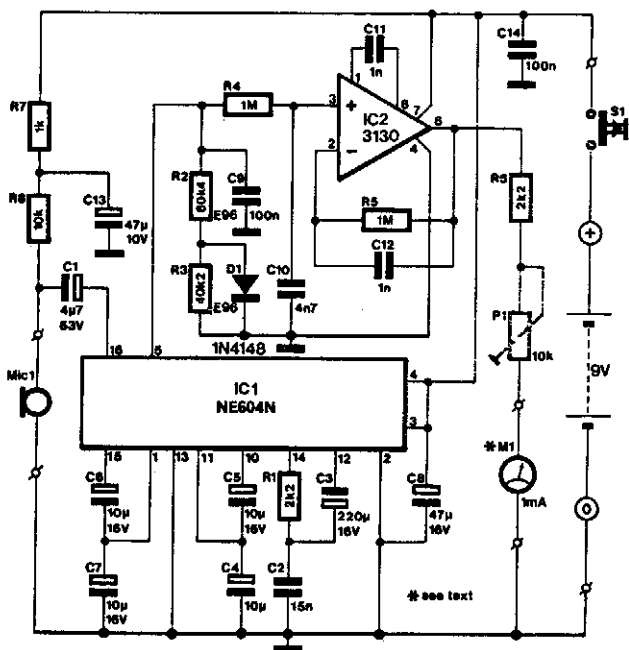 C11
1n
C14
100n
R7
1k
R4
1M
1
8
7
3
+
IC2
3130
6
2
−
4
S1
R2
60k4
E96
C9
100n
R5
2k2
R6
10k
C13
47µ
10V
R5
1M
C12
1n
+
C1
4µ7
63V
R3
40k2
E96
D1
1N4148
C10
4n7
P1
10k
9V
16
5
Mic1
IC1
NE604N
4
3
* M1
1mA
15
1
13
11
10
14
12
2
C6
10µ
16V
C5
10µ
16V
R1
2k2
C3
220µ
16V
C8
47µ
16V
C7
10µ
16V
C4
10µ
C2
15n
* see text
0